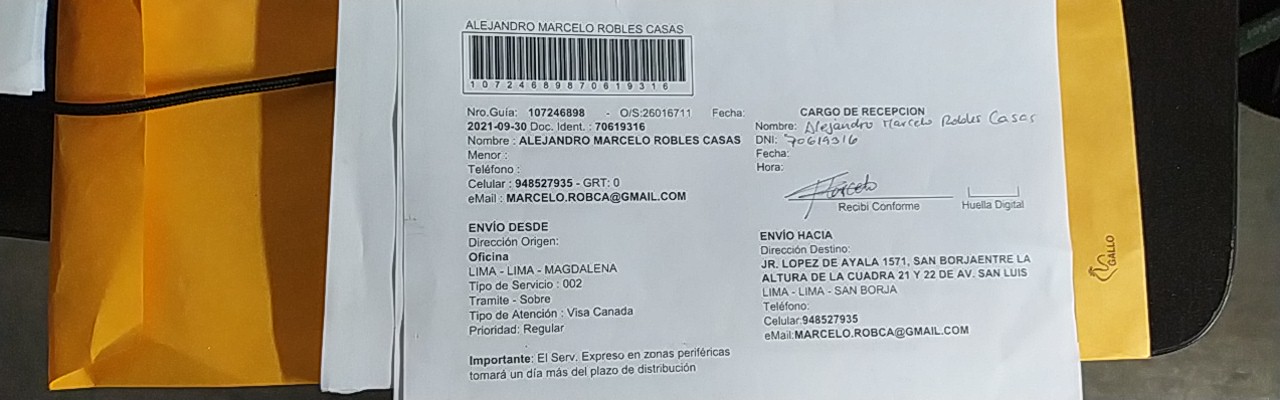 ALEJANDRO MARCELO ROBLES CASAS
10724689870619316
Nro.Guía: 107246898 - O/S:26016711 Fecha:
2021-09-30 Doc. Ident. : 70619316
Nombre : ALEJANDRO MARCELO ROBLES CASAS
Menor :
Teléfono :
Celular : 948527935 - GRT: 0
eMail : MARCELO.ROBCA@GMAIL.COM
CARGO DE RECEPCION
Nombre: Alejandro Marcelo Robles Casas
DNI: 70619316
Fecha:
Hora:
Marcelo
Recibí Conforme
Huella Digital
ENVÍO DESDE
Dirección Origen:
Oficina
LIMA - LIMA - MAGDALENA
Tipo de Servicio : 002
Tramite - Sobre
Tipo de Atención : Visa Canada
Prioridad: Regular
ENVÍO HACIA
Dirección Destino:
JR. LOPEZ DE AYALA 1571, SAN BORJAENTRE LA
ALTURA DE LA CUADRA 21 Y 22 DE AV. SAN LUIS
LIMA - LIMA - SAN BORJA
Teléfono:
Celular:948527935
eMail:MARCELO.ROBCA@GMAIL.COM
Importante: El Serv. Expreso en zonas periféricas
tomará un día más del plazo de distribución
GALLO